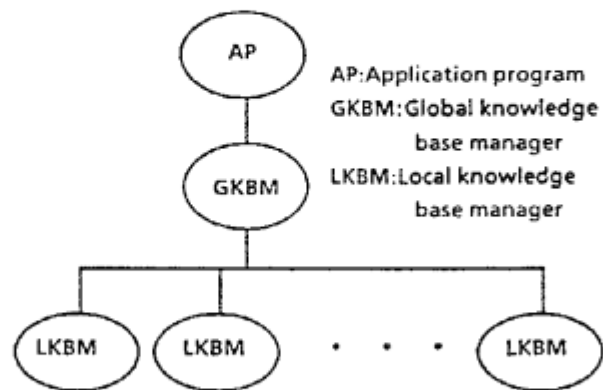 AP
AP:Application program
GKBM:Global knowledge
base manager
GKBM
LKBM:Local knowledge
base manager
LKBM
LKBM
. . .
LKBM